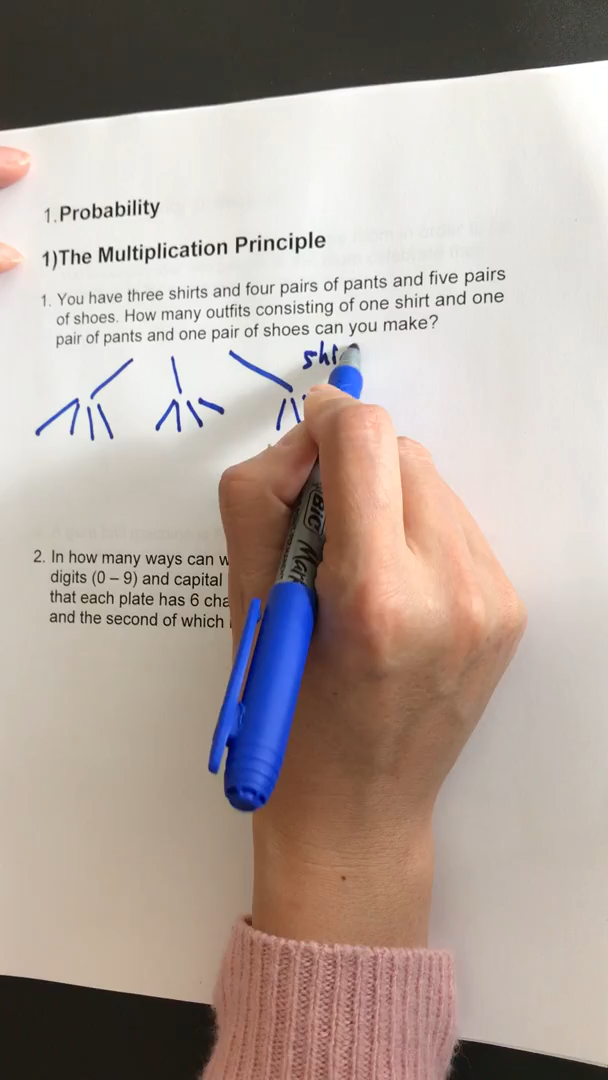 1. Probability
1)The Multiplication Principle
1. You have three shirts and four pairs of pants and five pairs
of shoes. How many outfits consisting of one shirt and one
pair of pants and one pair of shoes can you make?
shi
2. In how many ways can w
digits (0 – 9) and capital
that each plate has 6 cha
and the second of which
BIC Mar